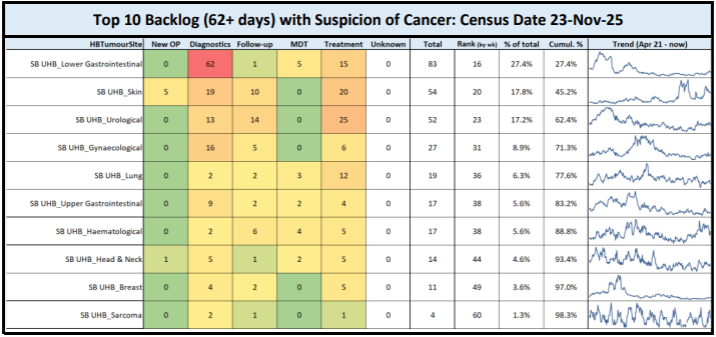 Top 10 Backlog (62+ days) with Suspicion of Cancer: Census Date 23-Nov-25
HBTumourSite New OP Diagnostics Follow-up MDT Treatment Unknown Total Rank (by wk) % of total Cumul. % Trend (Apr 21 - now)
SB UHB_Lower Gastrointestinal 0 62 1 5 15 0 83 16 27.4% 27.4%
SB UHB_Skin 5 19 10 0 20 0 54 20 17.8% 45.2%
SB UHB_Urological 0 13 14 0 25 0 52 23 17.2% 62.4%
SB UHB_Gynaecological 0 16 5 0 6 0 27 31 8.9% 71.3%
SB UHB_Lung 0 2 2 3 12 0 19 36 6.3% 77.6%
SB UHB_Upper Gastrointestinal 0 9 2 2 4 0 17 38 5.6% 83.2%
SB UHB_Haematological 0 2 6 4 5 0 17 38 5.6% 88.8%
SB UHB_Head & Neck 1 5 1 2 5 0 14 44 4.6% 93.4%
SB UHB_Breast 0 4 2 0 5 0 11 49 3.6% 97.0%
SB UHB_Sarcoma 0 2 1 0 1 0 4 60 1.3% 98.3%